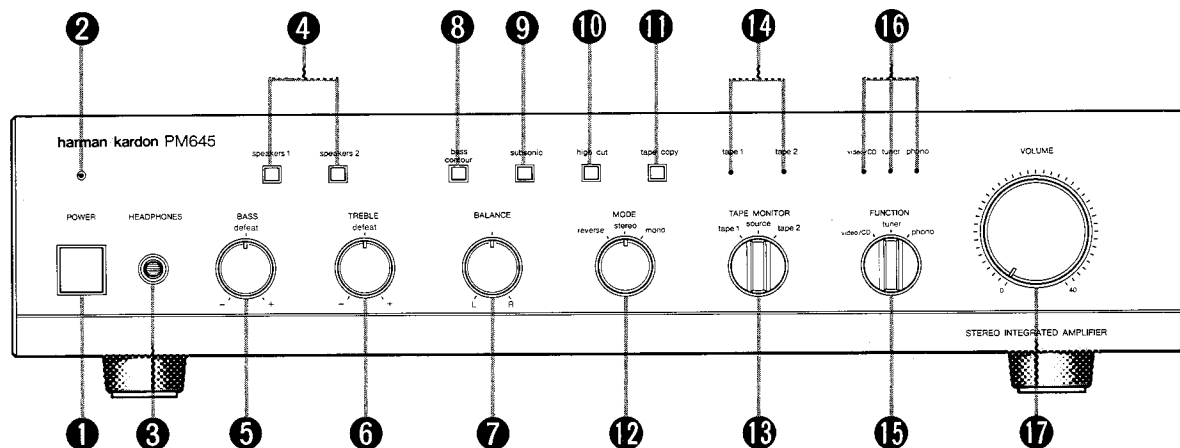 2 4 8 9 10 11 14 16
harman kardon PM645
speakers 1 speakers 2 bass contour subsonic high cut tape copy tape 1 tape 2 video/CD tuner phono
VOLUME
POWER HEADPHONES BASS TREBLE BALANCE MODE TAPE MONITOR FUNCTION
defeat defeat reverse stereo mono tape 1 source tape 2 video/CD tuner phono
- + - + L R 0 40
STEREO INTEGRATED AMPLIFIER
1 3 5 6 7 12 13 15 17